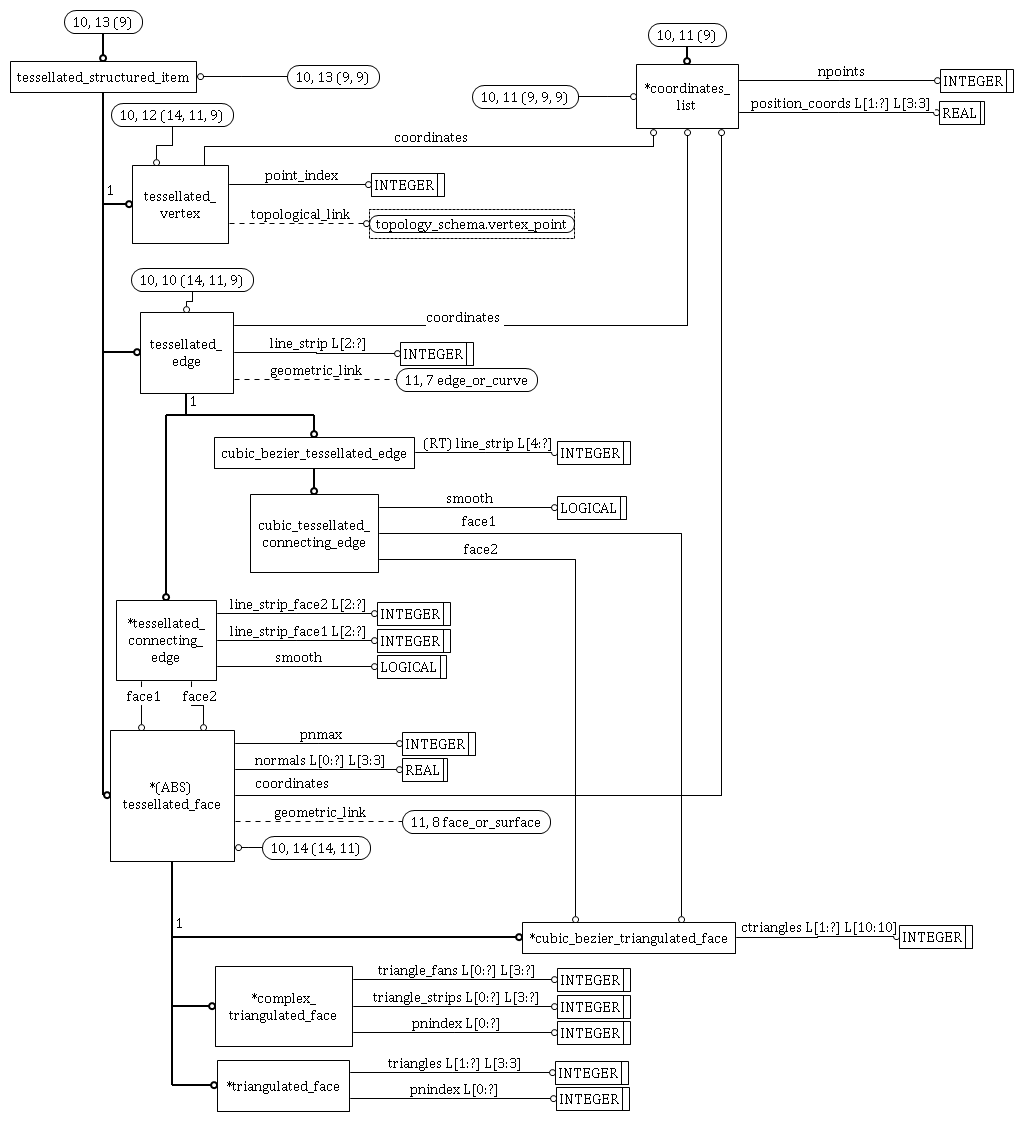 10, 13 (9)
tessellated_structured_item
10, 13 (9, 9)
10, 11 (9)
10, 11 (9, 9, 9)
*coordinates_
list
npoints
INTEGER
position_coords L[1:?] L[3:3]
REAL
10, 12 (14, 11, 9)
coordinates
1
tessellated_
vertex
point_index
INTEGER
topological_link
topology_schema.vertex_point
10, 10 (14, 11, 9)
coordinates
tessellated_
edge
line_strip L[2:?]
INTEGER
geometric_link
11, 7 edge_or_curve
1
cubic_bezier_tessellated_edge
(RT) line_strip L[4:?]
INTEGER
cubic_tessellated_
connecting_edge
smooth
LOGICAL
face1
face2
*tessellated_
connecting_
edge
line_strip_face2 L[2:?]
INTEGER
line_strip_face1 L[2:?]
INTEGER
smooth
LOGICAL
face1
face2
*(ABS)
tessellated_face
pnmax
INTEGER
normals L[0:?] L[3:3]
REAL
coordinates
geometric_link
11, 8 face_or_surface
10, 14 (14, 11)
1
*cubic_bezier_triangulated_face
ctriangles L[1:?] L[10:10]
INTEGER
*complex_
triangulated_face
triangle_fans L[0:?] L[3:?]
INTEGER
triangle_strips L[0:?] L[3:?]
INTEGER
pnindex L[0:?]
INTEGER
*triangulated_face
triangles L[1:?] L[3:3]
INTEGER
pnindex L[0:?]
INTEGER